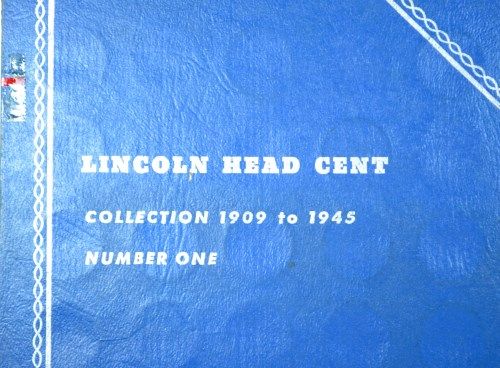 LINCOLN HEAD CENT
COLLECTION 1909 to 1945
NUMBER ONE